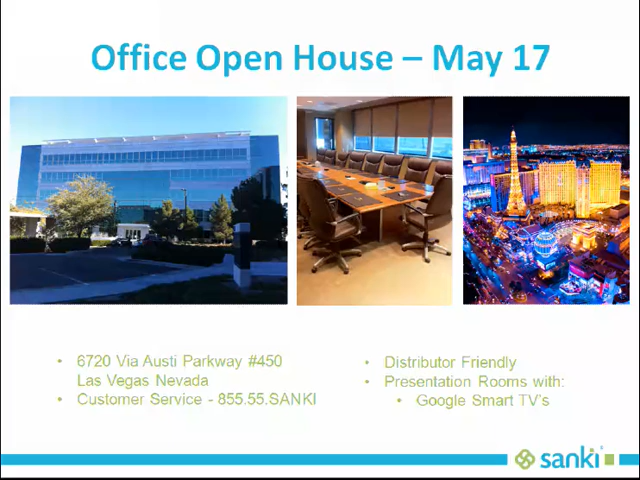 Office Open House – May 17
• 6720 Via Austi Parkway #450
Las Vegas Nevada
• Customer Service - 855.55.SANKI
• Distributor Friendly
• Presentation Rooms with:
• Google Smart TV's
sanki